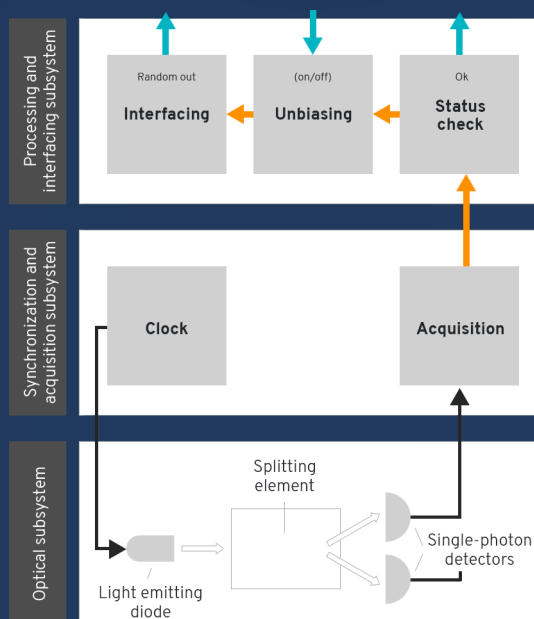 Processing and
interfacing subsystem
Random out
Interfacing
(on/off)
Unbiasing
Ok
Status
check
Synchronization and
acquisition subsystem
Clock
Acquisition
Optical subsystem
Splitting
element
Light emitting
diode
Single-photon
detectors